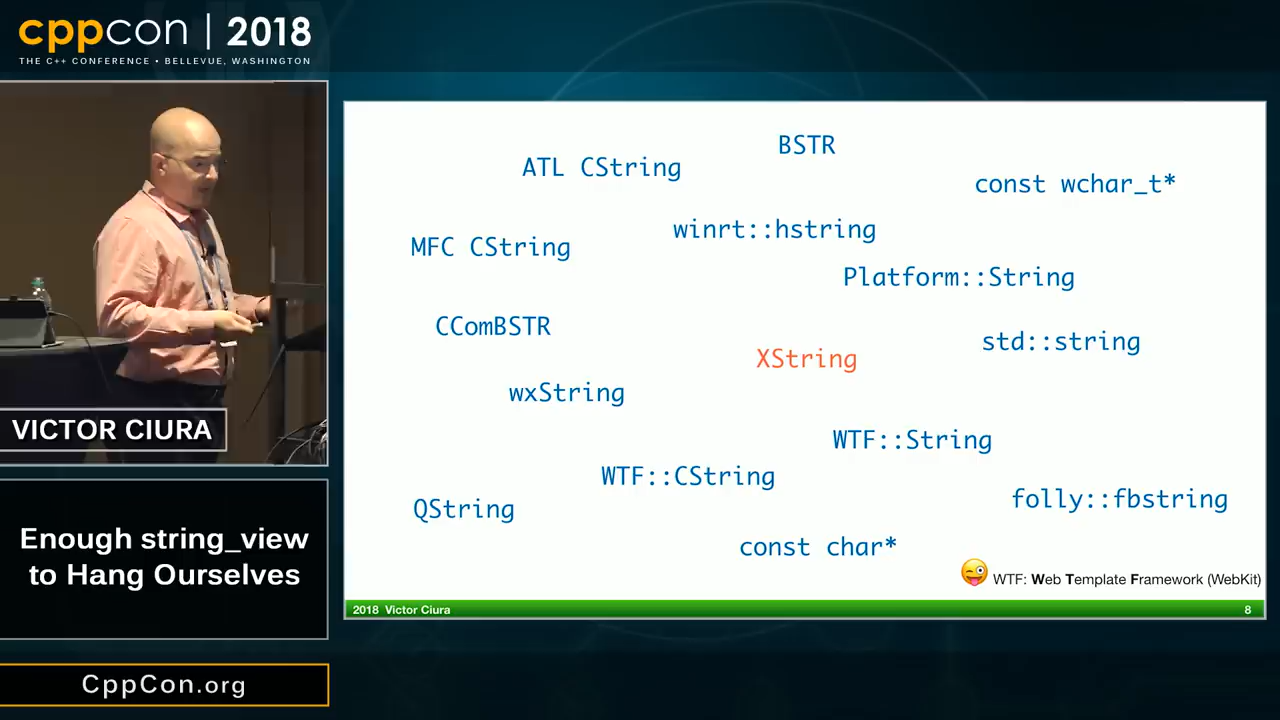 cppcon | 2018
THE C++ CONFERENCE • BELLEVUE, WASHINGTON
BSTR
ATL CString
const wchar_t*
winrt::hstring
MFC CString
Platform::String
CComBSTR
std::string
XString
wxString
WTF::String
WTF::CString
QString
folly::fbstring
const char*
WTF: Web Template Framework (WebKit)
2018 Victor Ciura
8
VICTOR CIURA
Enough string_view
to Hang Ourselves
CppCon.org